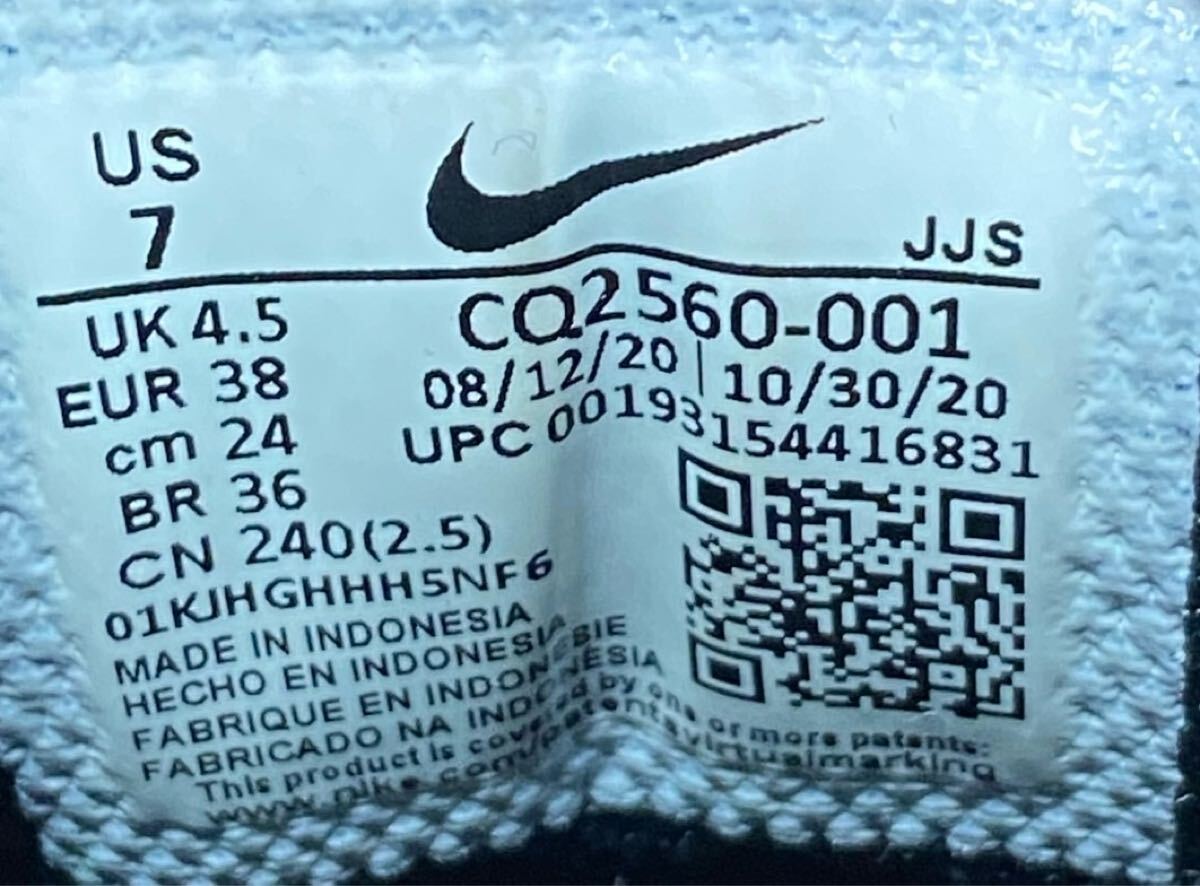 US
7
JJS
UK 4.5
EUR 38
cm 24
BR 36
CN 240(2.5)
CQ2560-001
08/12/20 | 10/30/20
UPC 00193154416831
01KJHGHHH5NF6
MADE IN INDONESIA
HECHO EN INDONESIA
FABRIQUE EN INDONESIE
FABRICADO NA INDONESIA
This product is covered by one or more patents:
www.nike.com/patentsvirtualmarking